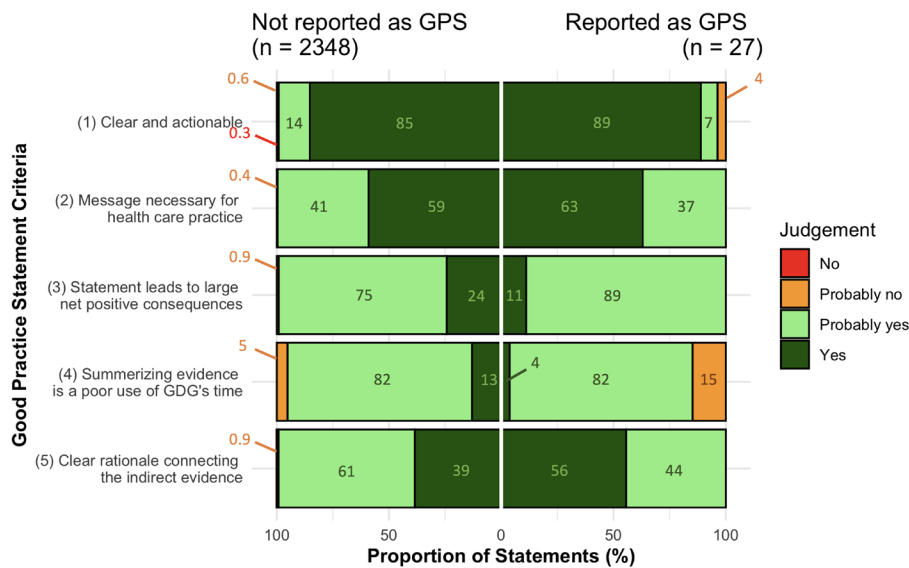 Not reported as GPS
(n = 2348)
Reported as GPS
(n = 27)
Good Practice Statement Criteria
(1) Clear and actionable
0.6
0.3
14
85
89
7
4
(2) Message necessary for
health care practice
0.4
41
59
63
37
(3) Statement leads to large
net positive consequences
0.9
75
24
11
89
(4) Summerizing evidence
is a poor use of GDG's time
5
82
13
4
82
15
(5) Clear rationale connecting
the indirect evidence
0.9
61
39
56
44
100
50
0
50
100
Proportion of Statements (%)
Judgement
No
Probably no
Probably yes
Yes